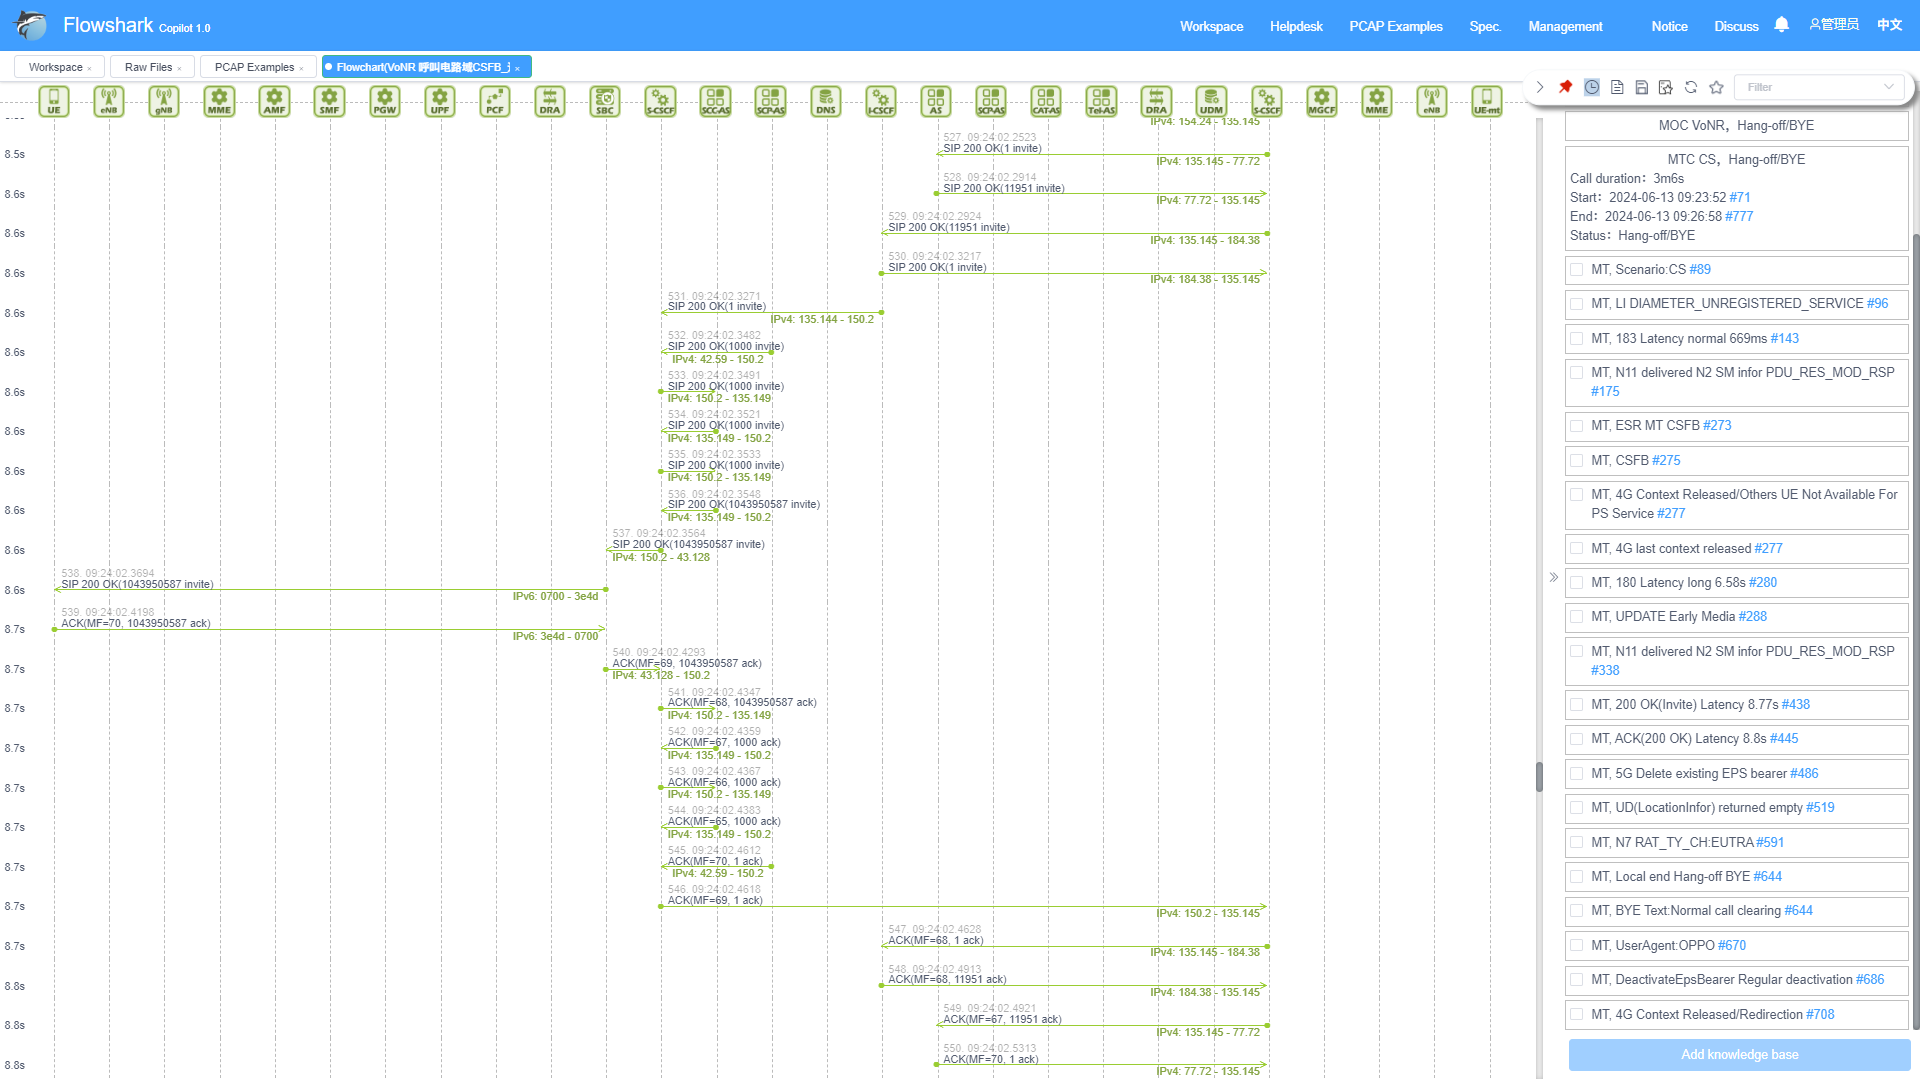 Flowshark Copilot 1.0
Workspace Helpdesk PCAP Examples Spec. Management Notice Discuss 管理员 中文
Workspace × Raw Files × PCAP Examples ×
UE eNB gNB MME AMF SMF PGW UPF PCF DRA SBC S-CSCF SCC-AS SCP-AS DNS I-CSCF AS SCP-AS CAT-AS Tel-AS DRA UDM S-CSCF MGCF MME eNB UE-mt
Filter
IPv4: 154.24 - 135.145
527. 09:24:02.2523
8.5s SIP 200 OK(1 invite)
IPv4: 135.145 - 77.72
528. 09:24:02.2914
8.6s SIP 200 OK(11951 invite)
IPv4: 77.72 - 135.145
529. 09:24:02.2924
8.6s SIP 200 OK(11951 invite)
IPv4: 135.145 - 184.38
530. 09:24:02.3217
8.6s SIP 200 OK(1 invite)
IPv4: 184.38 - 135.145
531. 09:24:02.3271
8.6s SIP 200 OK(1 invite)
IPv4: 135.144 - 150.2
532. 09:24:02.3482
8.6s SIP 200 OK(1000 invite)
IPv4: 42.59 - 150.2
533. 09:24:02.3491
8.6s SIP 200 OK(1000 invite)
IPv4: 150.2 - 135.149
534. 09:24:02.3521
8.6s SIP 200 OK(1000 invite)
IPv4: 135.149 - 150.2
535. 09:24:02.3533
8.6s SIP 200 OK(1000 invite)
IPv4: 150.2 - 135.149
536. 09:24:02.3548
8.6s SIP 200 OK(1043950587 invite)
IPv4: 135.149 - 150.2
537. 09:24:02.3564
8.6s SIP 200 OK(1043950587 invite)
IPv4: 150.2 - 43.128
538. 09:24:02.3694
8.6s SIP 200 OK(1043950587 invite)
IPv6: 0700 - 3e4d
539. 09:24:02.4198
8.7s ACK(MF=70, 1043950587 ack)
IPv6: 3e4d - 0700
540. 09:24:02.4293
8.7s ACK(MF=69, 1043950587 ack)
IPv4: 43.128 - 150.2
541. 09:24:02.4347
8.7s ACK(MF=68, 1043950587 ack)
IPv4: 150.2 - 135.149
542. 09:24:02.4359
8.7s ACK(MF=67, 1000 ack)
IPv4: 135.149 - 150.2
543. 09:24:02.4367
8.7s ACK(MF=66, 1000 ack)
IPv4: 150.2 - 135.149
544. 09:24:02.4383
8.7s ACK(MF=65, 1000 ack)
IPv4: 135.149 - 150.2
545. 09:24:02.4612
8.7s ACK(MF=70, 1 ack)
IPv4: 42.59 - 150.2
546. 09:24:02.4618
8.7s ACK(MF=69, 1 ack)
IPv4: 150.2 - 135.145
547. 09:24:02.4628
8.7s ACK(MF=68, 1 ack)
IPv4: 135.145 - 184.38
548. 09:24:02.4913
8.8s ACK(MF=68, 11951 ack)
IPv4: 184.38 - 135.145
549. 09:24:02.4921
8.8s ACK(MF=67, 11951 ack)
IPv4: 135.145 - 77.72
550. 09:24:02.5313
8.8s ACK(MF=70, 1 ack)
IPv4: 77.72 - 135.145
MOC VoNR，Hang-off/BYE
MTC CS，Hang-off/BYE
Call duration：3m6s
Start：2024-06-13 09:23:52 #71
End：2024-06-13 09:26:58 #777
Status：Hang-off/BYE
MT, Scenario:CS #89
MT, LI DIAMETER_UNREGISTERED_SERVICE #96
MT, 183 Latency normal 669ms #143
MT, N11 delivered N2 SM infor PDU_RES_MOD_RSP
#175
MT, ESR MT CSFB #273
MT, CSFB #275
MT, 4G Context Released/Others UE Not Available For
PS Service #277
MT, 4G last context released #277
MT, 180 Latency long 6.58s #280
MT, UPDATE Early Media #288
MT, N11 delivered N2 SM infor PDU_RES_MOD_RSP
#338
MT, 200 OK(Invite) Latency 8.77s #438
MT, ACK(200 OK) Latency 8.8s #445
MT, 5G Delete existing EPS bearer #486
MT, UD(LocationInfor) returned empty #519
MT, N7 RAT_TY_CH:EUTRA #591
MT, Local end Hang-off BYE #644
MT, BYE Text:Normal call clearing #644
MT, UserAgent:OPPO #670
MT, DeactivateEpsBearer Regular deactivation #686
MT, 4G Context Released/Redirection #708
Add knowledge base